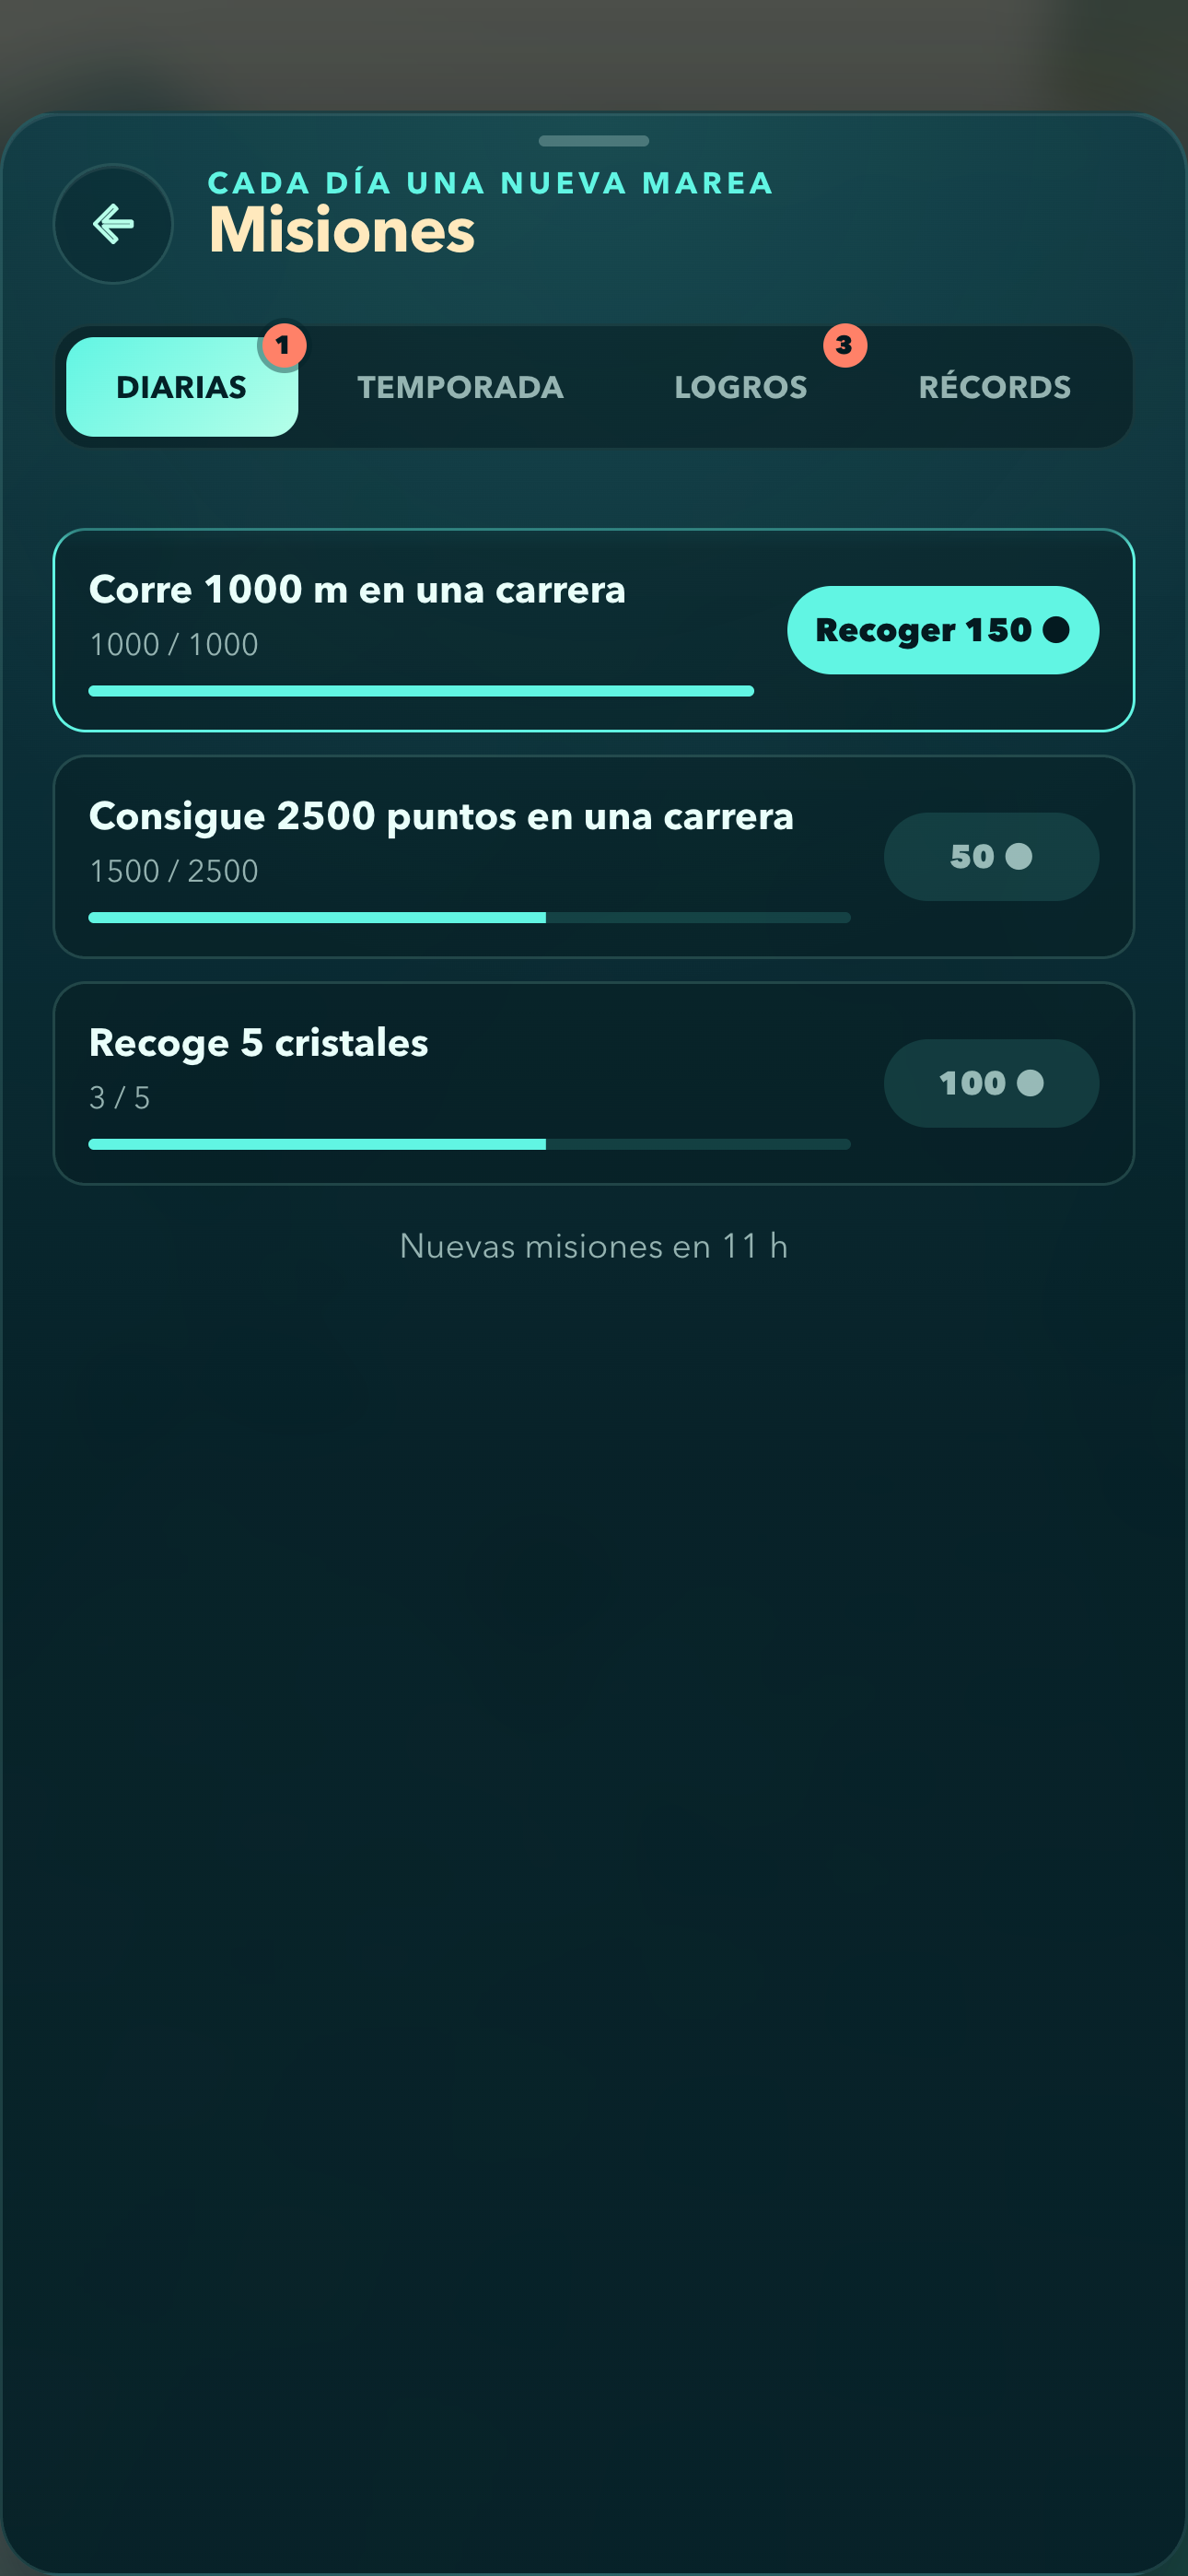 CADA DÍA UNA NUEVA MAREA
Misiones
DIARIAS 1
TEMPORADA
LOGROS 3
RÉCORDS
Corre 1000 m en una carrera
1000 / 1000
Recoger 150
Consigue 2500 puntos en una carrera
1500 / 2500
50
Recoge 5 cristales
3 / 5
100
Nuevas misiones en 11 h